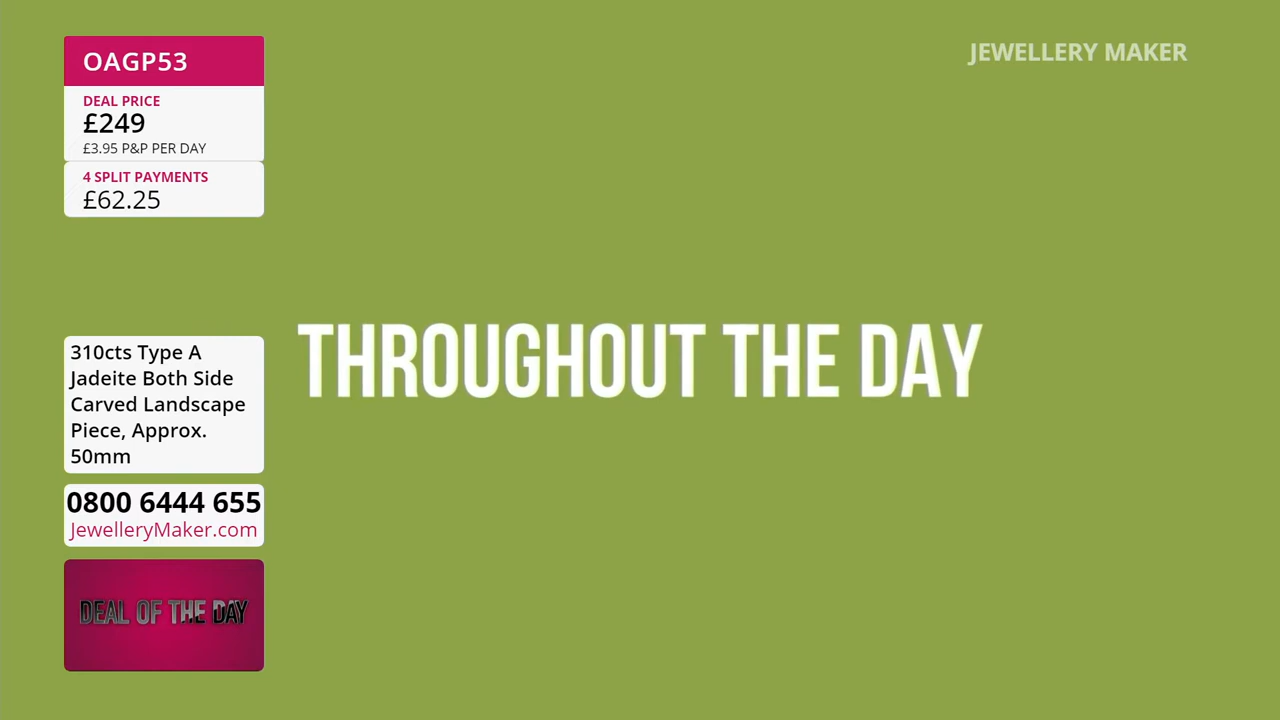 OAGP53
DEAL PRICE
£249
£3.95 P&P PER DAY
4 SPLIT PAYMENTS
£62.25
JEWELLERY MAKER
THROUGHOUT THE DAY
310cts Type A
Jadeite Both Side
Carved Landscape
Piece, Approx.
50mm
0800 6444 655
JewelleryMaker.com
DEAL OF THE DAY